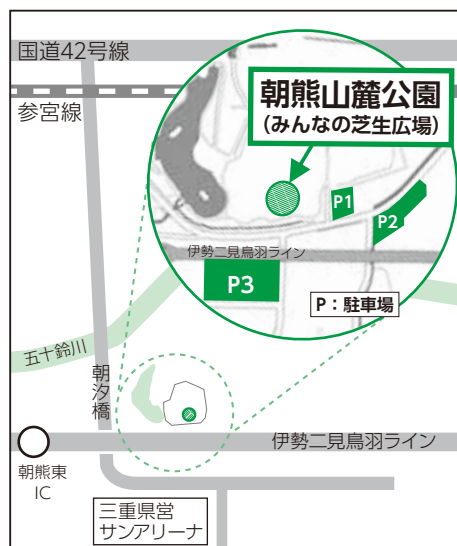 国道42号線
参宮線
朝熊山麓公園
(みんなの芝生広場)
P1
P2
伊勢二見鳥羽ライン
P3
P：駐車場
五十鈴川
朝汐橋
伊勢二見鳥羽ライン
朝熊東
IC
三重県営
サンアリーナ